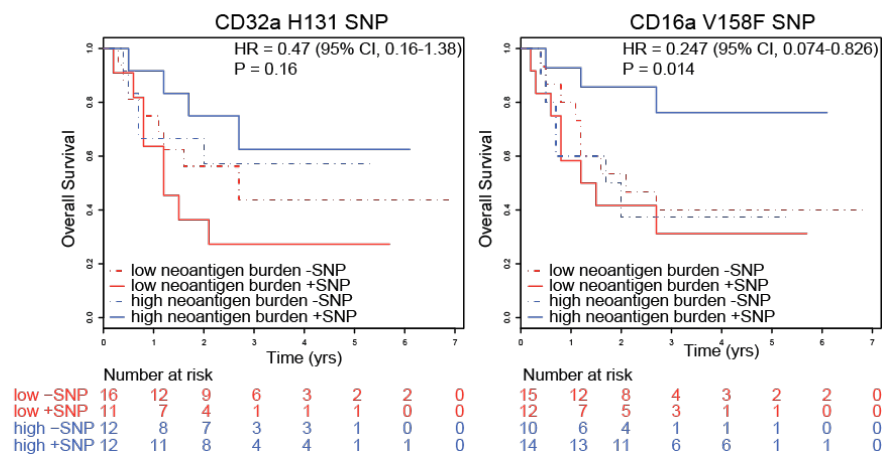 CD32a H131 SNP
HR = 0.47 (95% CI, 0.16-1.38)
P = 0.16
Overall Survival
1.0
0.8
0.6
0.4
0.2
0.0
low neoantigen burden -SNP
low neoantigen burden +SNP
high neoantigen burden -SNP
high neoantigen burden +SNP
0 1 2 3 4 5 6 7
Time (yrs)
CD16a V158F SNP
HR = 0.247 (95% CI, 0.074-0.826)
P = 0.014
Overall Survival
1.0
0.8
0.6
0.4
0.2
0.0
low neoantigen burden -SNP
low neoantigen burden +SNP
high neoantigen burden -SNP
high neoantigen burden +SNP
0 1 2 3 4 5 6 7
Time (yrs)
Number at risk
low −SNP 16 12 9 6 3 2 2 0
low +SNP 11 7 4 1 1 1 0 0
high −SNP 12 8 7 3 3 1 0 0
high +SNP 12 11 8 4 4 1 1 0
Number at risk
15 12 8 4 3 2 2 0
12 7 5 3 1 1 0 0
10 6 4 1 1 1 0 0
14 13 11 6 6 1 1 0